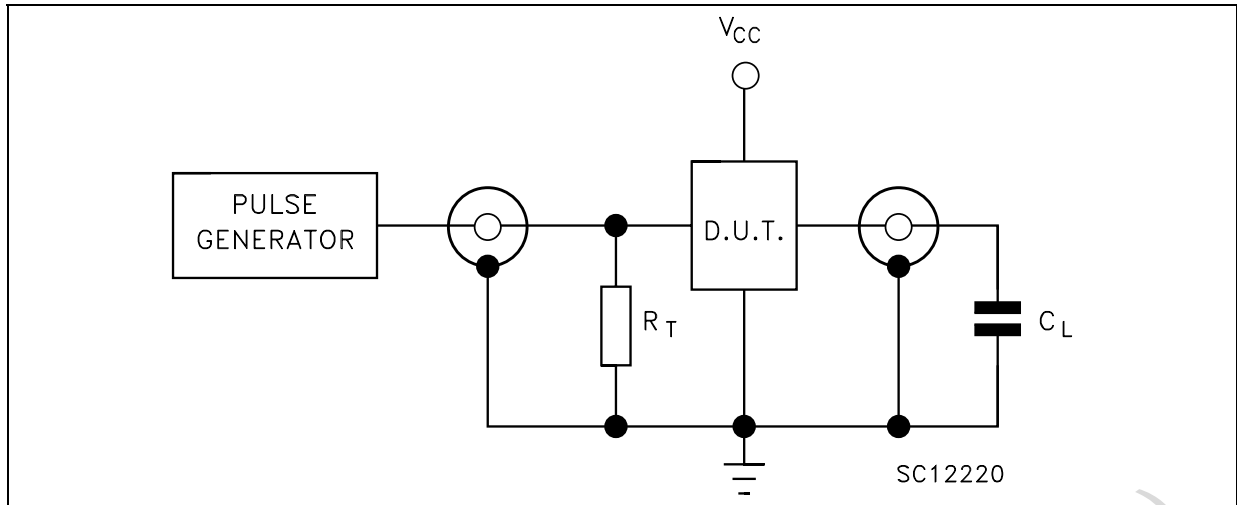 VCC
PULSE
GENERATOR
D.U.T.
RT
CL
SC12220